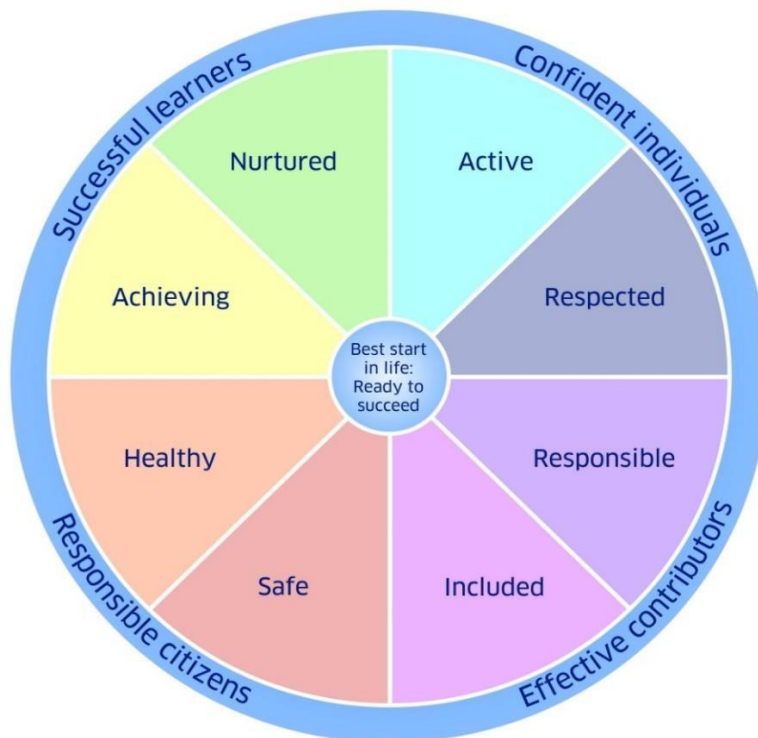 Successful learners
Confident individuals
Nurtured
Active
Achieving
Respected
Best start
in life:
Ready to
succeed
Healthy
Responsible
Safe
Included
Responsible citizens
Effective contributors